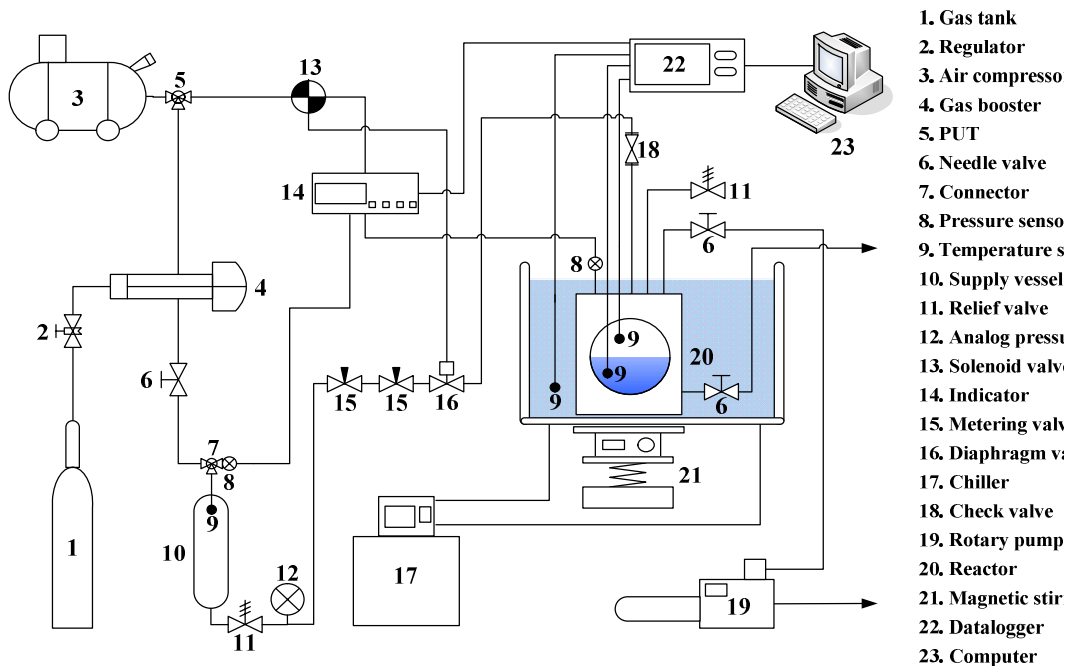 13
22
5
3
23
18
14
11
6
8
4
2
9
20
9
6
9
6
15
15
16
7
8
21
9
1
10
12
17
19
11
1. Gas tank
2. Regulator
3. Air compresso
4. Gas booster
5. PUT
6. Needle valve
7. Connector
8. Pressure senso
9. Temperature s
10. Supply vessel
11. Relief valve
12. Analog pressu
13. Solenoid valv
14. Indicator
15. Metering valv
16. Diaphragm va
17. Chiller
18. Check valve
19. Rotary pump
20. Reactor
21. Magnetic stir
22. Datalogger
23. Computer